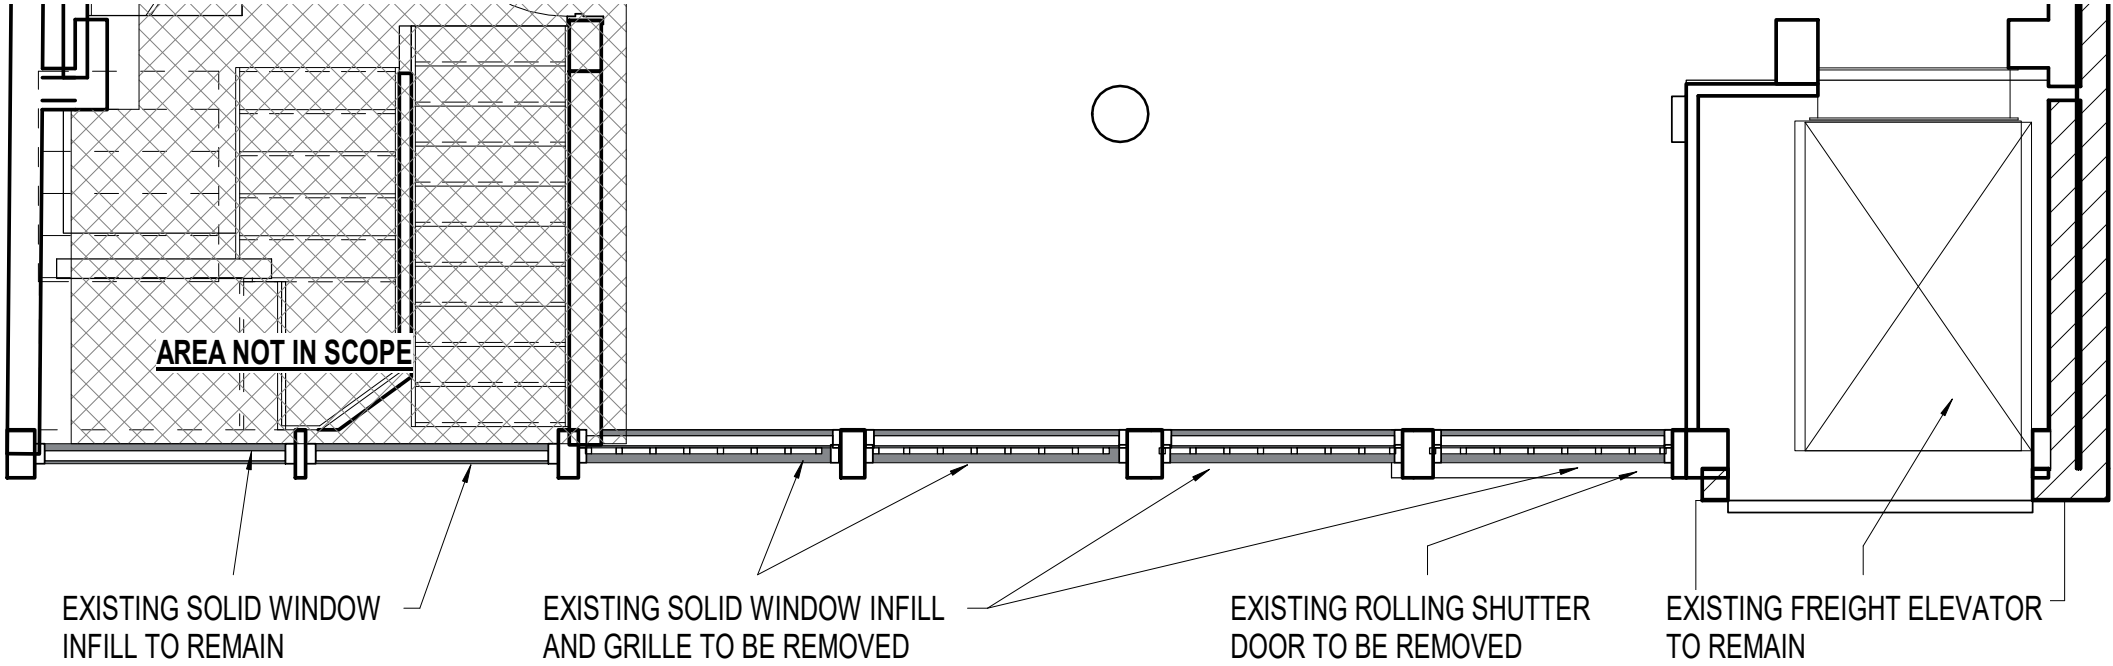 AREA NOT IN SCOPE
EXISTING SOLID WINDOW
INFILL TO REMAIN
EXISTING SOLID WINDOW INFILL
AND GRILLE TO BE REMOVED
EXISTING ROLLING SHUTTER
DOOR TO BE REMOVED
EXISTING FREIGHT ELEVATOR
TO REMAIN